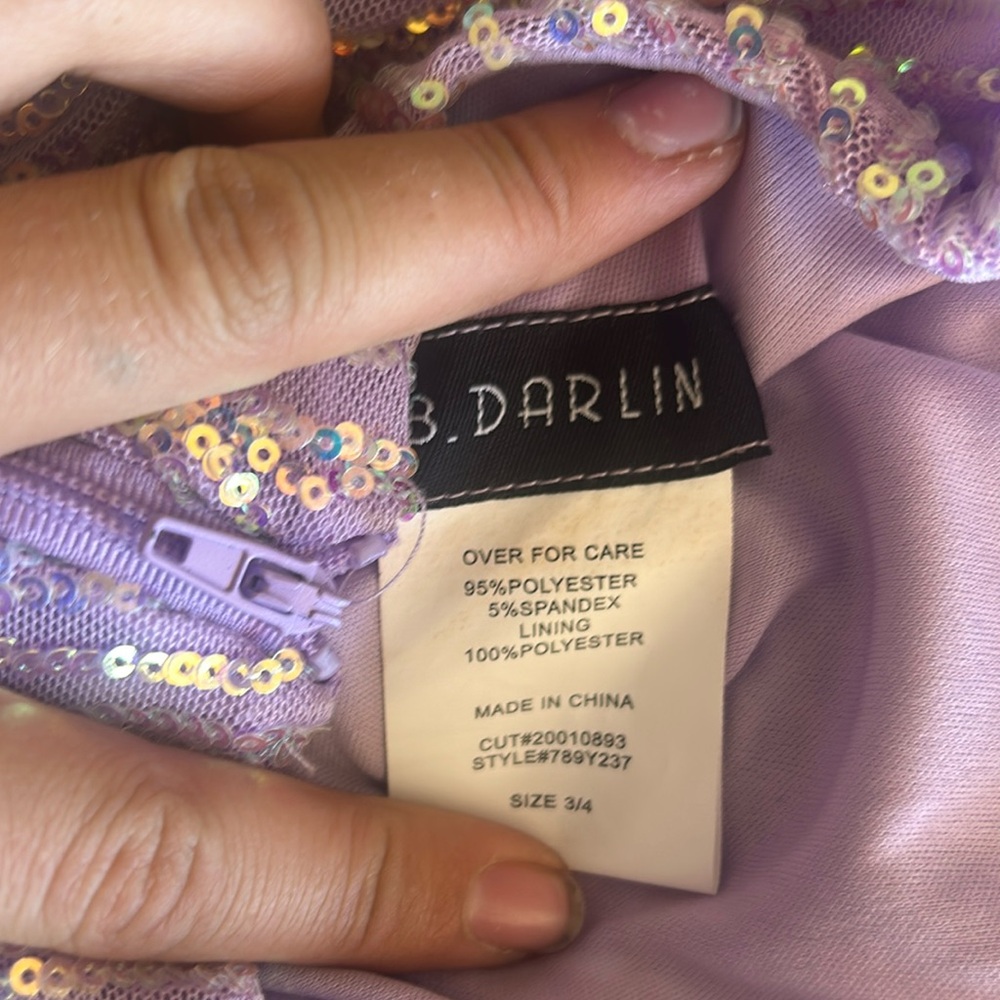 B. DARLIN
OVER FOR CARE
95%POLYESTER
5%SPANDEX
LINING
100%POLYESTER
MADE IN CHINA
CUT#20010893
STYLE#789Y237
SIZE 3/4